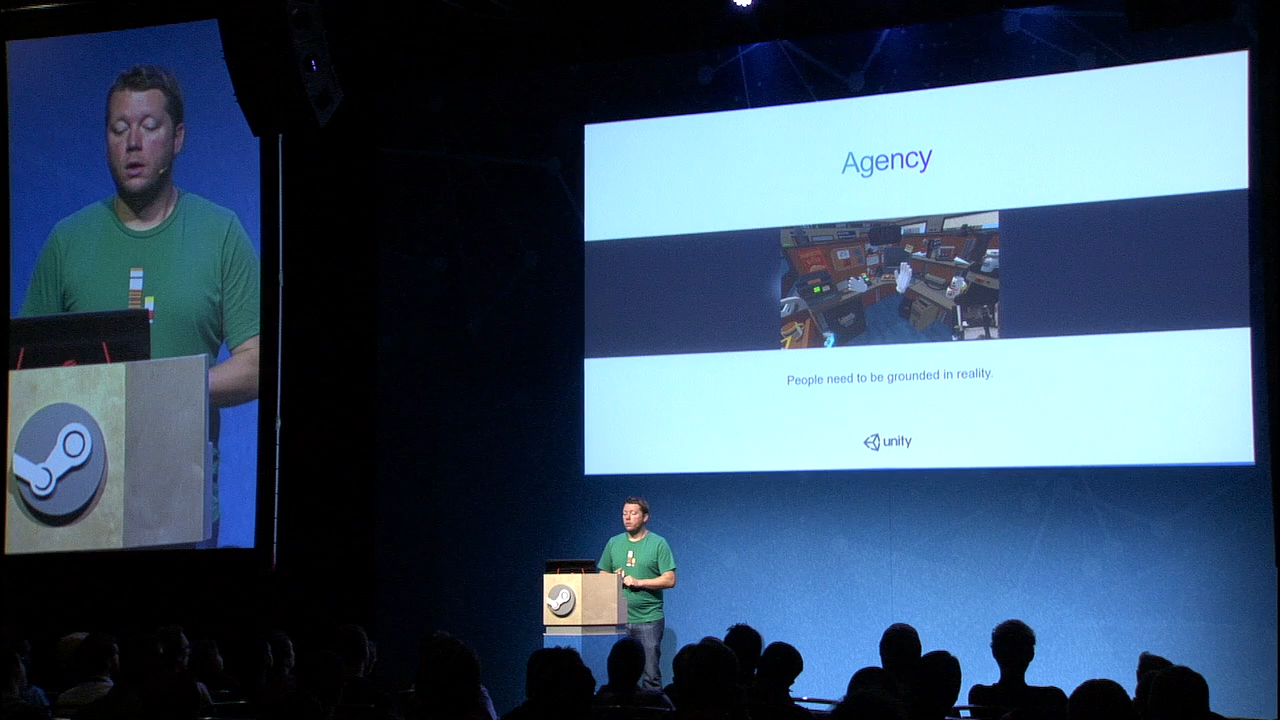 Agency
People need to be grounded in reality.
unity